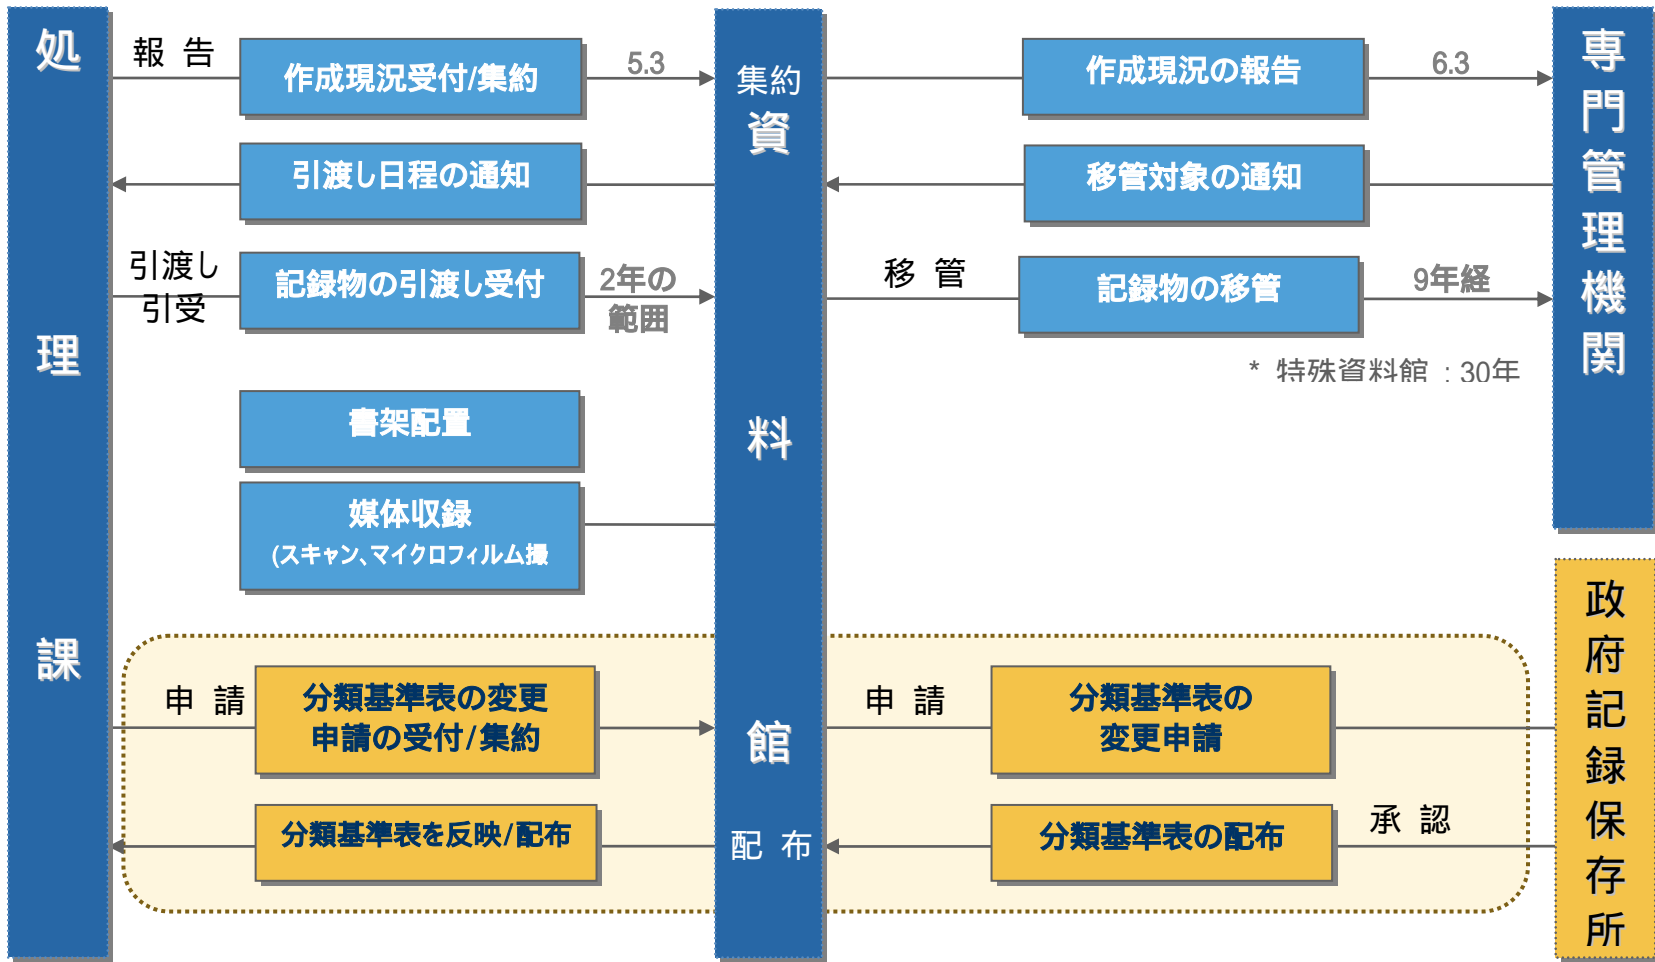 処理課
報 告
作成現況受付/集約
5.3
引渡し日程の通知
引渡し
引受
記録物の引渡し受付
2年の
範囲
書架配置
媒体収録
(スキャン、マイクロフィルム撮
集約
資料館
配 布
作成現況の報告
6.3
移管対象の通知
移 管
記録物の移管
9年経
* 特殊資料館 : 30年
専門管理機関
申 請
分類基準表の変更
申請の受付/集約
申 請
分類基準表の
変更申請
分類基準表を反映/配布
分類基準表の配布
承 認
政府記録保存所